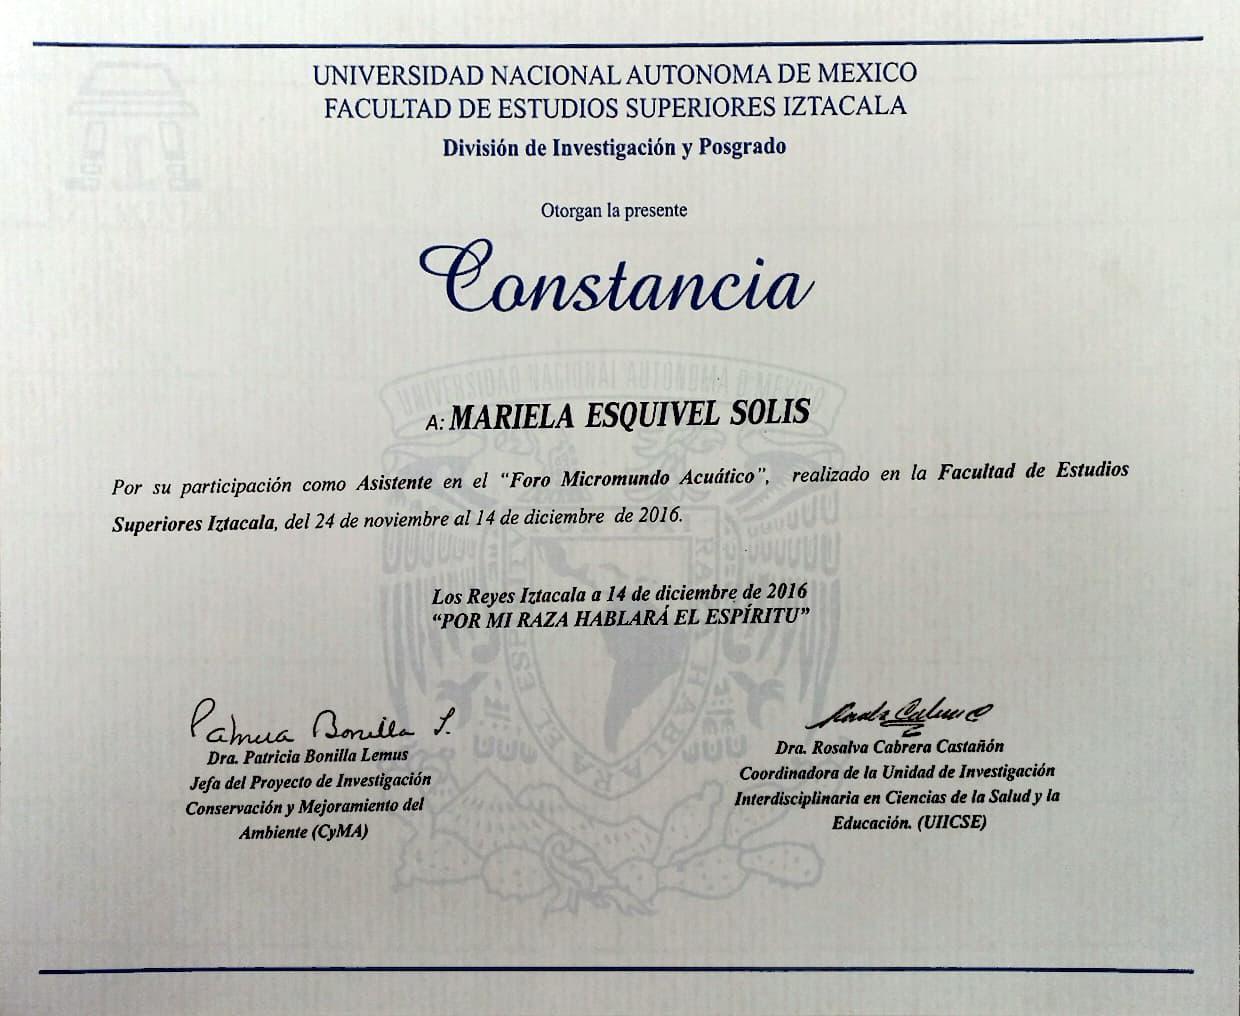 UNIVERSIDAD NACIONAL AUTONOMA DE MEXICO
FACULTAD DE ESTUDIOS SUPERIORES IZTACALA
División de Investigación y Posgrado
Otorgan la presente
Constancia
UNIVERSIDAD NACIONAL AUTONOMA D MEXICO
A: MARIELA ESQUIVEL SOLIS
Por su participación como Asistente en el “Foro Micromundo Acuático”, realizado en la Facultad de Estudios
Superiores Iztacala, del 24 de noviembre al 14 de diciembre de 2016.
Los Reyes Iztacala a 14 de diciembre de 2016
“POR MI RAZA HABLARÁ EL ESPÍRITU”
Patricia Bonilla L.
Dra. Patricia Bonilla Lemus
Jefa del Proyecto de Investigación
Conservación y Mejoramiento del
Ambiente (CyMA)
Dra. Rosalva Cabrera Castañón
Coordinadora de la Unidad de Investigación
Interdisciplinaria en Ciencias de la Salud y la
Educación. (UIICSE)